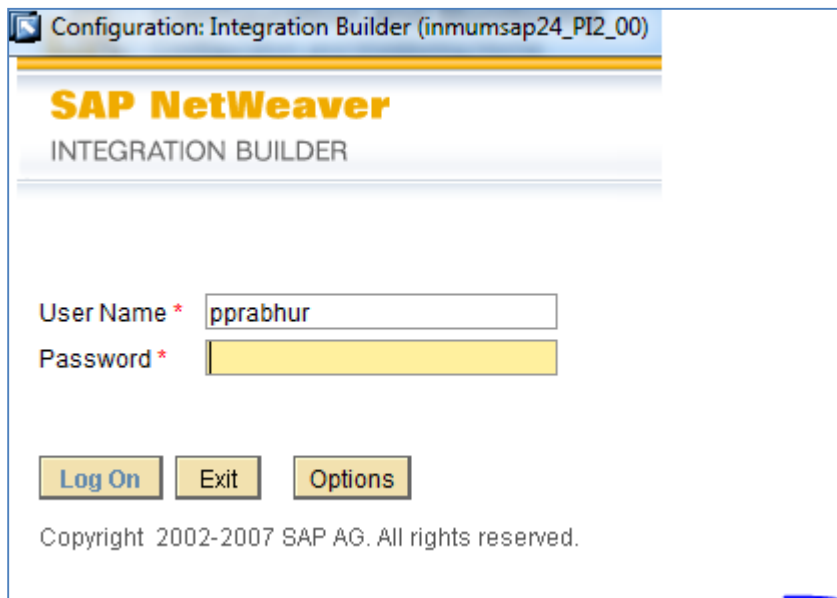 Configuration: Integration Builder (inmumsap24_PI2_00)
SAP NetWeaver
INTEGRATION BUILDER
User Name * pprabhur
Password *
Log On Exit Options
Copyright 2002-2007 SAP AG. All rights reserved.